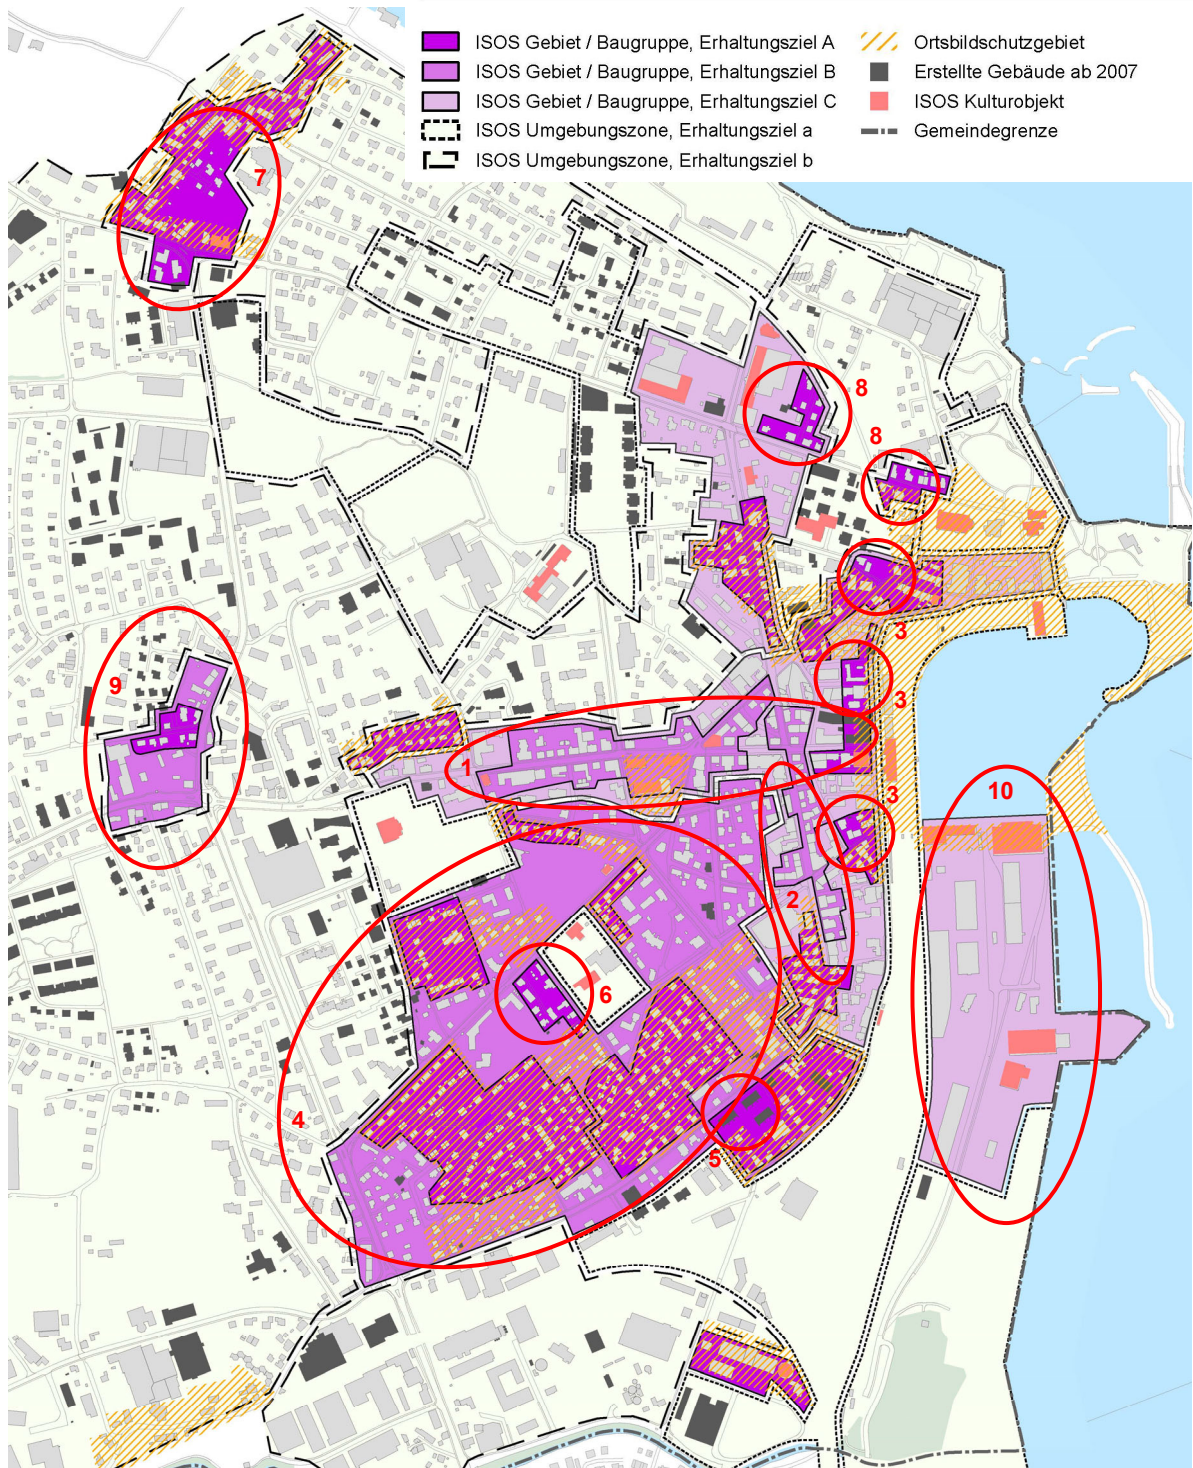 ISOS Gebiet / Baugruppe, Erhaltungsziel A
ISOS Gebiet / Baugruppe, Erhaltungsziel B
ISOS Gebiet / Baugruppe, Erhaltungsziel C
ISOS Umgebungszone, Erhaltungsziel a
ISOS Umgebungszone, Erhaltungsziel b
Ortsbildschutzgebiet
Erstellte Gebäude ab 2007
ISOS Kulturobjekt
Gemeindegrenze
7
8
8
3
9
3
1
3
10
2
6
4
5